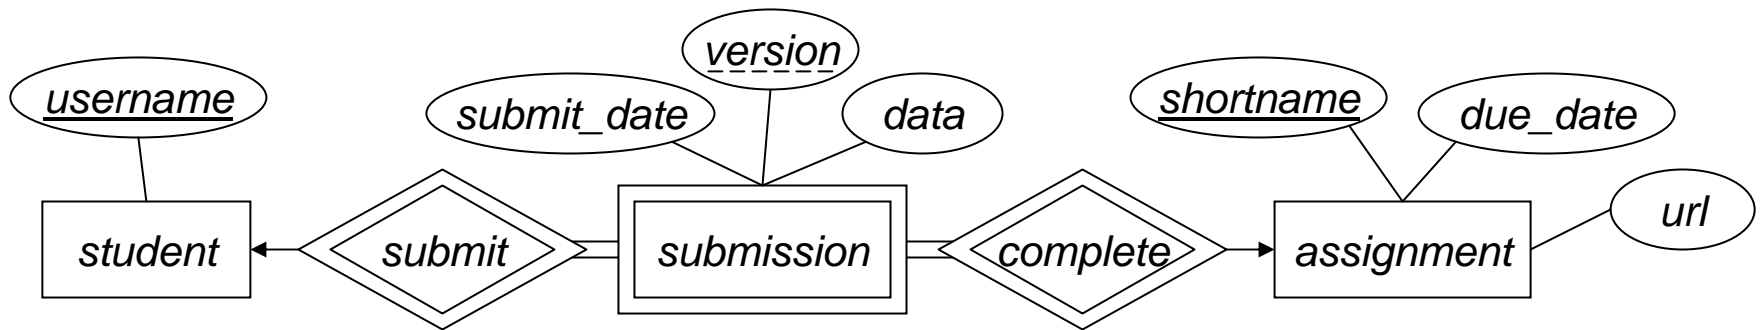 version
username
submit_date
data
shortname
due_date
url
student
submit
submission
complete
assignment